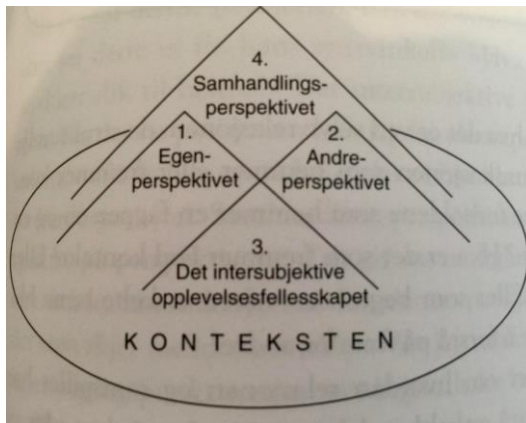 4.
Samhandlings-
perspektivet
1.
Egen-
perspektivet
2.
Andre-
perspektivet
3.
Det intersubjektive
opplevelsesfellesskapet
K O N T E K S T E N